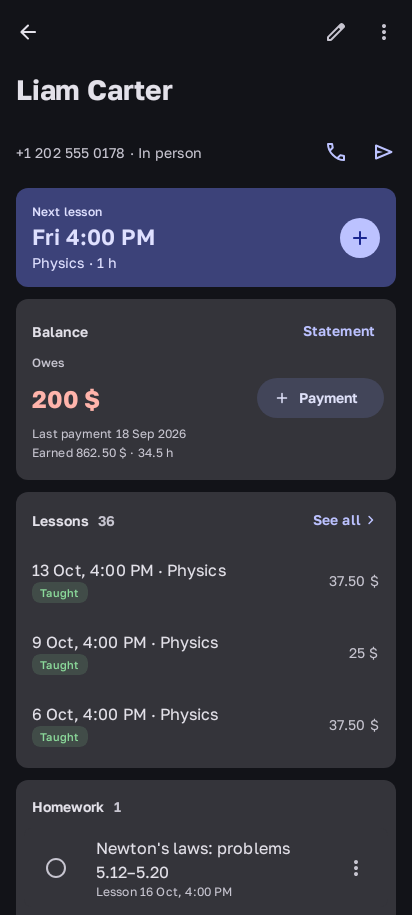 Liam Carter
+1 202 555 0178 · In person
Next lesson
Fri 4:00 PM
Physics · 1 h
Balance
Statement
Owes
200 $
Payment
Last payment 18 Sep 2026
Earned 862.50 $ · 34.5 h
Lessons 36
See all
13 Oct, 4:00 PM · Physics
Taught
37.50 $
9 Oct, 4:00 PM · Physics
Taught
25 $
6 Oct, 4:00 PM · Physics
Taught
37.50 $
Homework 1
Newton's laws: problems
5.12–5.20
Lesson 16 Oct, 4:00 PM